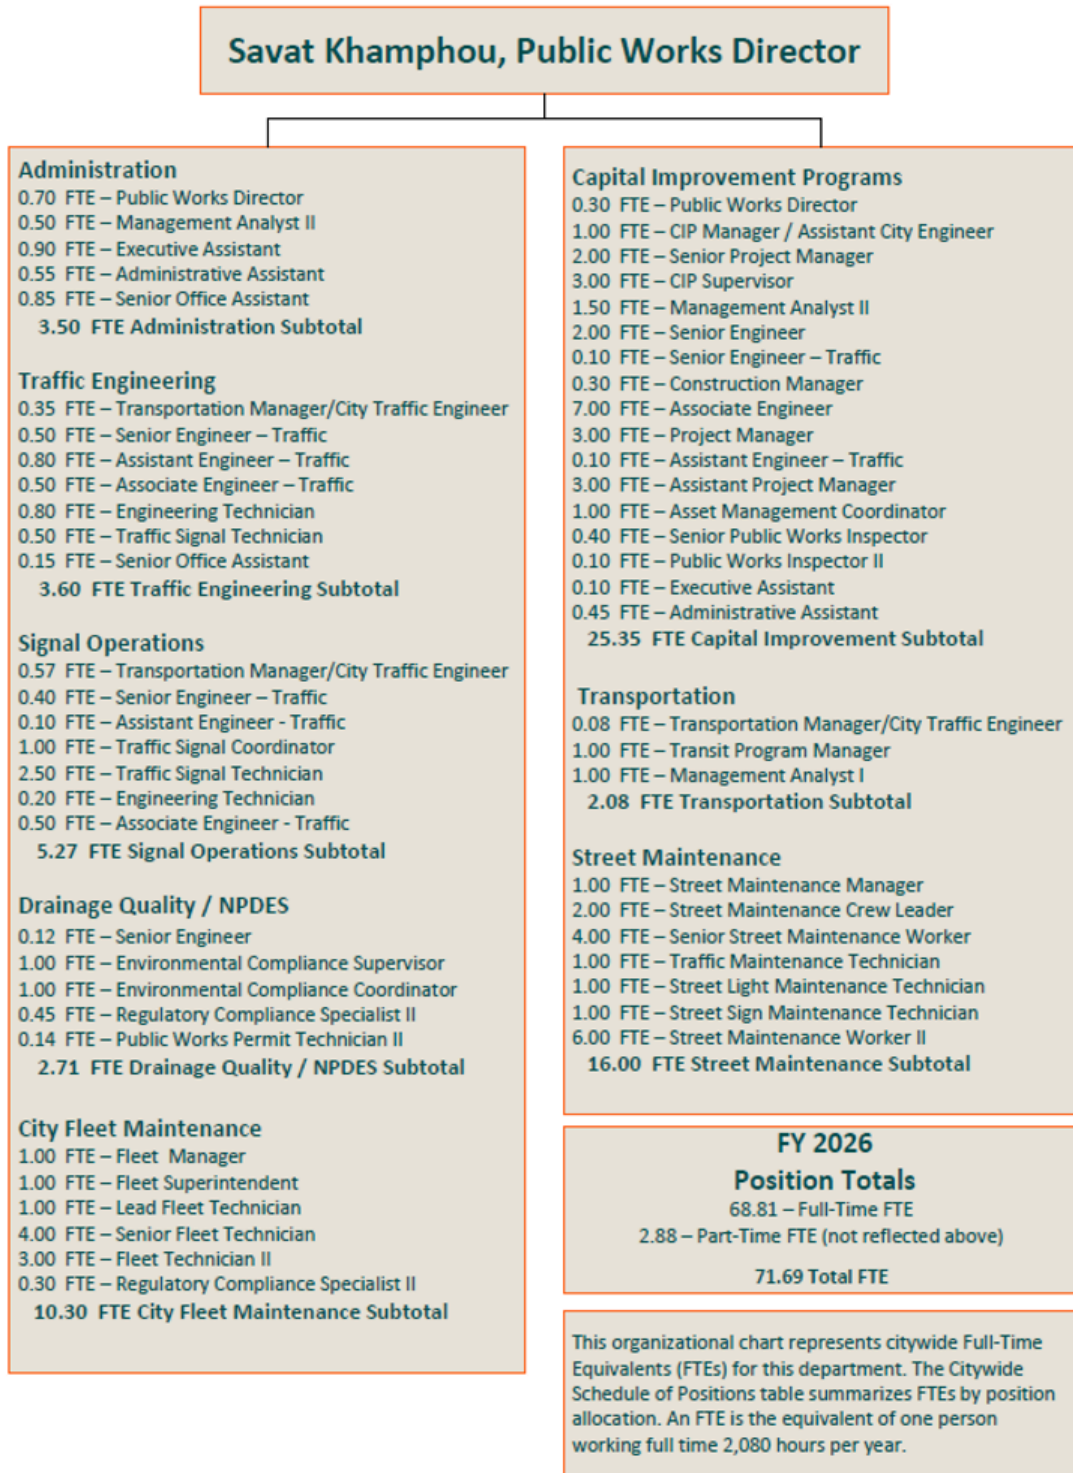 Savat Khamphou, Public Works Director
Administration
0.70 FTE – Public Works Director
0.50 FTE – Management Analyst II
0.90 FTE – Executive Assistant
0.55 FTE – Administrative Assistant
0.85 FTE – Senior Office Assistant
3.50 FTE Administration Subtotal
Traffic Engineering
0.35 FTE – Transportation Manager/City Traffic Engineer
0.50 FTE – Senior Engineer – Traffic
0.80 FTE – Assistant Engineer – Traffic
0.50 FTE – Associate Engineer – Traffic
0.80 FTE – Engineering Technician
0.50 FTE – Traffic Signal Technician
0.15 FTE – Senior Office Assistant
3.60 FTE Traffic Engineering Subtotal
Signal Operations
0.57 FTE – Transportation Manager/City Traffic Engineer
0.40 FTE – Senior Engineer – Traffic
0.10 FTE – Assistant Engineer - Traffic
1.00 FTE – Traffic Signal Coordinator
2.50 FTE – Traffic Signal Technician
0.20 FTE – Engineering Technician
0.50 FTE – Associate Engineer - Traffic
5.27 FTE Signal Operations Subtotal
Drainage Quality / NPDES
0.12 FTE – Senior Engineer
1.00 FTE – Environmental Compliance Supervisor
1.00 FTE – Environmental Compliance Coordinator
0.45 FTE – Regulatory Compliance Specialist II
0.14 FTE – Public Works Permit Technician II
2.71 FTE Drainage Quality / NPDES Subtotal
City Fleet Maintenance
1.00 FTE – Fleet Manager
1.00 FTE – Fleet Superintendent
1.00 FTE – Lead Fleet Technician
4.00 FTE – Senior Fleet Technician
3.00 FTE – Fleet Technician II
0.30 FTE – Regulatory Compliance Specialist II
10.30 FTE City Fleet Maintenance Subtotal
Capital Improvement Programs
0.30 FTE – Public Works Director
1.00 FTE – CIP Manager / Assistant City Engineer
2.00 FTE – Senior Project Manager
3.00 FTE – CIP Supervisor
1.50 FTE – Management Analyst II
2.00 FTE – Senior Engineer
0.10 FTE – Senior Engineer – Traffic
0.30 FTE – Construction Manager
7.00 FTE – Associate Engineer
3.00 FTE – Project Manager
0.10 FTE – Assistant Engineer – Traffic
3.00 FTE – Assistant Project Manager
1.00 FTE – Asset Management Coordinator
0.40 FTE – Senior Public Works Inspector
0.10 FTE – Public Works Inspector II
0.10 FTE – Executive Assistant
0.45 FTE – Administrative Assistant
25.35 FTE Capital Improvement Subtotal
Transportation
0.08 FTE – Transportation Manager/City Traffic Engineer
1.00 FTE – Transit Program Manager
1.00 FTE – Management Analyst I
2.08 FTE Transportation Subtotal
Street Maintenance
1.00 FTE – Street Maintenance Manager
2.00 FTE – Street Maintenance Crew Leader
4.00 FTE – Senior Street Maintenance Worker
1.00 FTE – Traffic Maintenance Technician
1.00 FTE – Street Light Maintenance Technician
1.00 FTE – Street Sign Maintenance Technician
6.00 FTE – Street Maintenance Worker II
16.00 FTE Street Maintenance Subtotal
FY 2026
Position Totals
68.81 – Full-Time FTE
2.88 – Part-Time FTE (not reflected above)
71.69 Total FTE
This organizational chart represents citywide Full-Time
Equivalents (FTEs) for this department. The Citywide
Schedule of Positions table summarizes FTEs by position
allocation. An FTE is the equivalent of one person
working full time 2,080 hours per year.